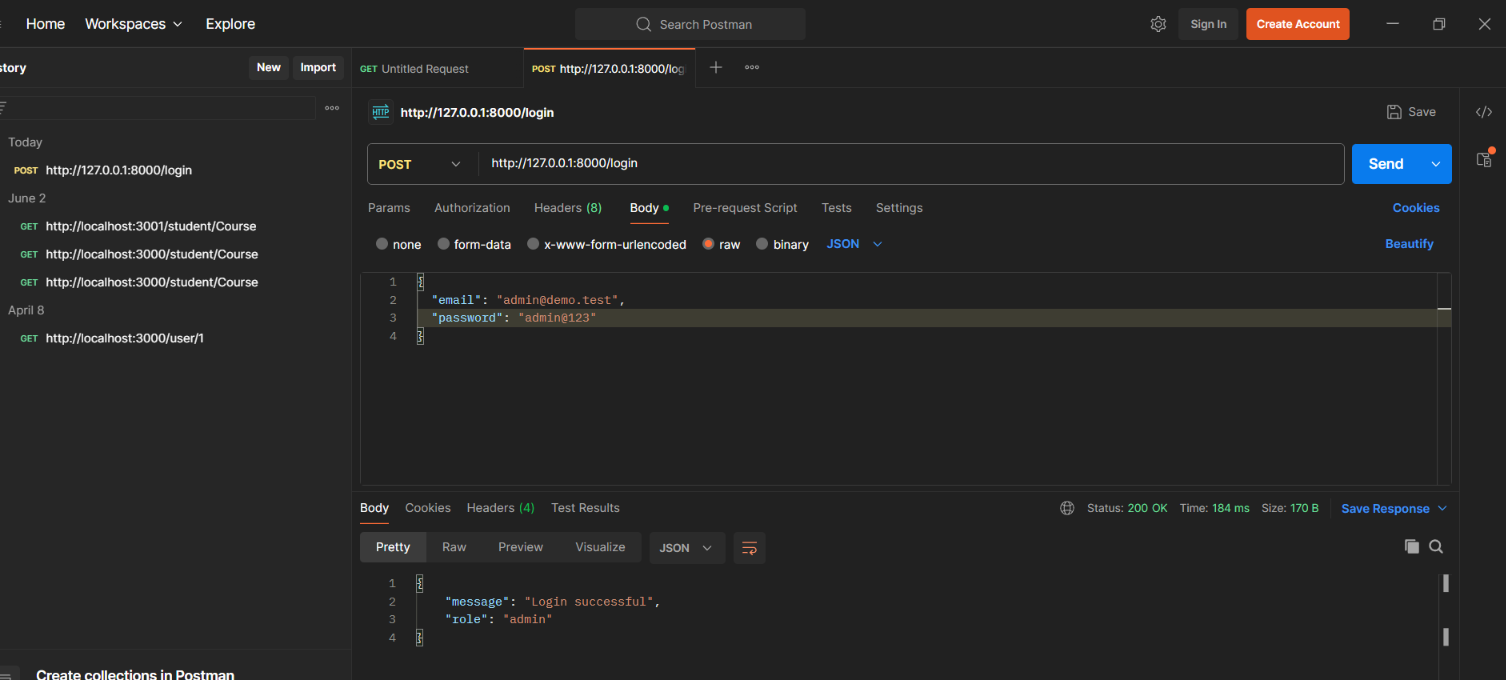 Home Workspaces Explore Search Postman Sign In Create Account
story New Import
GET Untitled Request POST http://127.0.0.1:8000/log
HTTP http://127.0.0.1:8000/login Save
Today
POST http://127.0.0.1:8000/login
June 2
GET http://localhost:3001/student/Course
GET http://localhost:3000/student/Course
GET http://localhost:3000/student/Course
April 8
GET http://localhost:3000/user/1
Create collections in Postman
POST http://127.0.0.1:8000/login Send
Params Authorization Headers (8) Body Pre-request Script Tests Settings Cookies
none form-data x-www-form-urlencoded raw binary JSON Beautify
1 {
2 "email": "admin@demo.test",
3 "password": "admin@123"
4 }
Body Cookies Headers (4) Test Results Status: 200 OK Time: 184 ms Size: 170 B Save Response
Pretty Raw Preview Visualize JSON
1 {
2 "message": "Login successful",
3 "role": "admin"
4 }